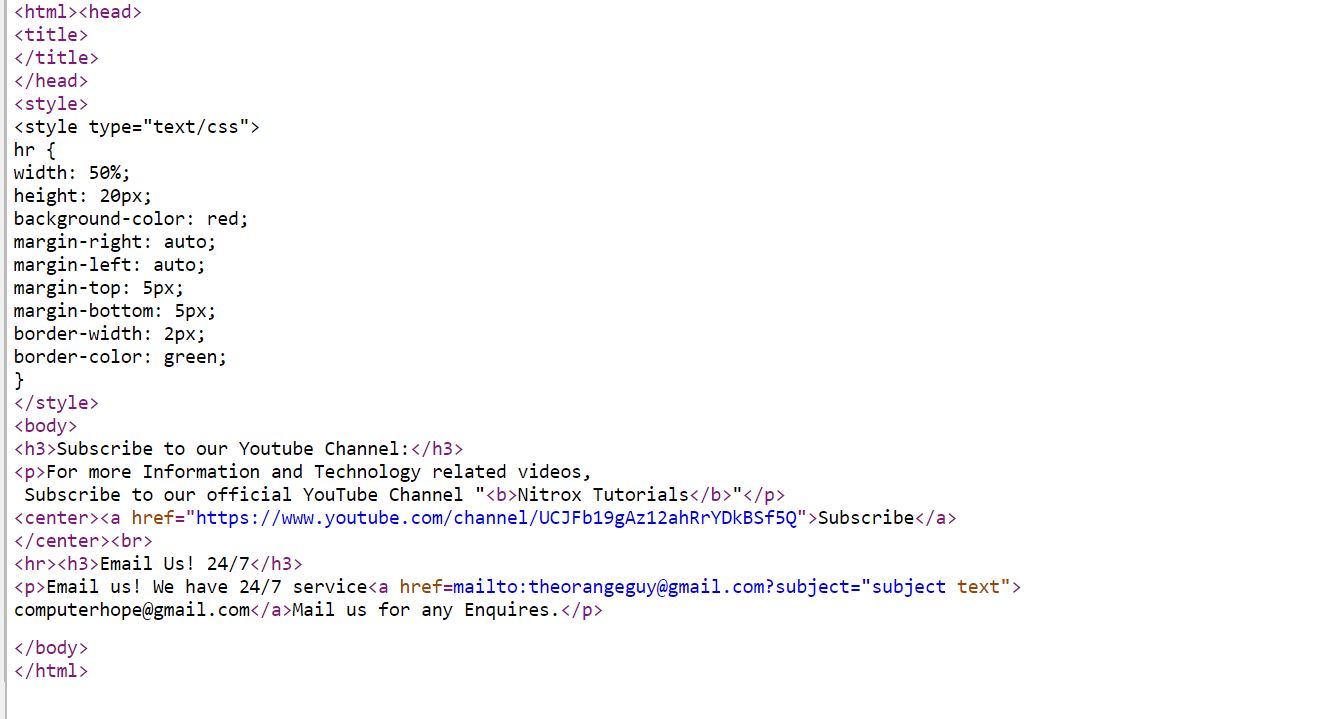 <html><head>
<title>
</title>
</head>
<style>
<style type="text/css">
hr {
width: 50%;
height: 20px;
background-color: red;
margin-right: auto;
margin-left: auto;
margin-top: 5px;
margin-bottom: 5px;
border-width: 2px;
border-color: green;
}
</style>
<body>
<h3>Subscribe to our Youtube Channel:</h3>
<p>For more Information and Technology related videos,
 Subscribe to our official YouTube Channel "<b>Nitrox Tutorials</b>"</p>
<center><a href="https://www.youtube.com/channel/UCJFb19gAz12ahRrYDkBSf5Q">Subscribe</a>
</center><br>
<hr><h3>Email Us! 24/7</h3>
<p>Email us! We have 24/7 service<a href=mailto:theorangeguy@gmail.com?subject="subject text">
computerhope@gmail.com</a>Mail us for any Enquires.</p>
</body>
</html>